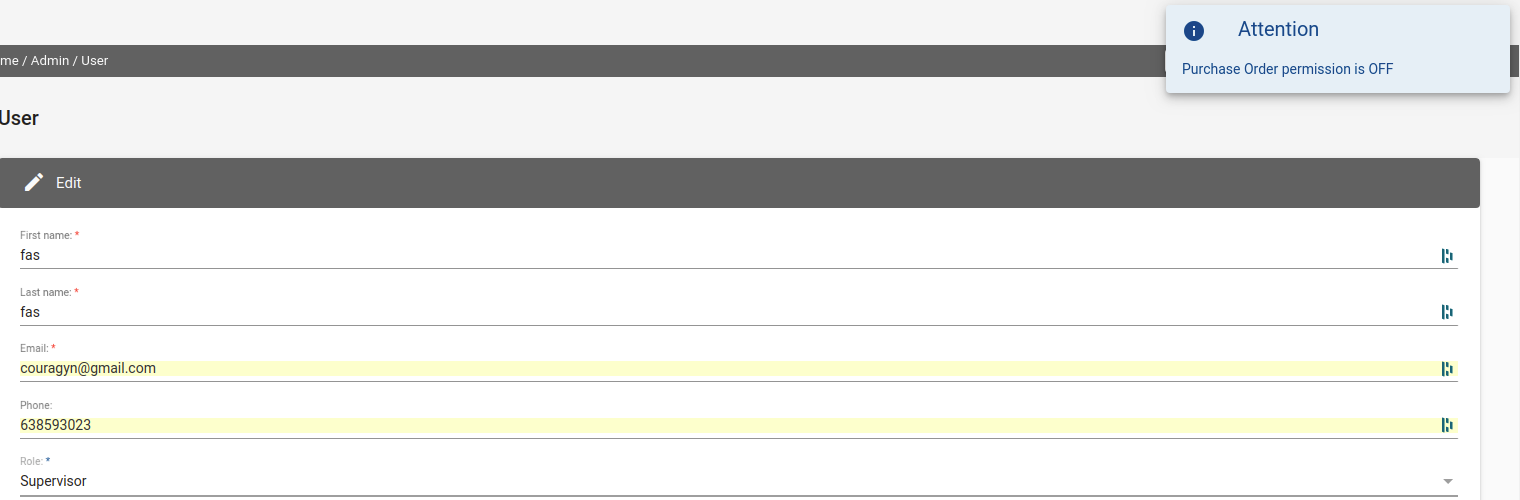 Attention
me / Admin / User
Purchase Order permission is OFF
User
Edit
First name: *
fas
Last name: *
fas
Email: *
couragyn@gmail.com
Phone:
638593023
Role: *
Supervisor